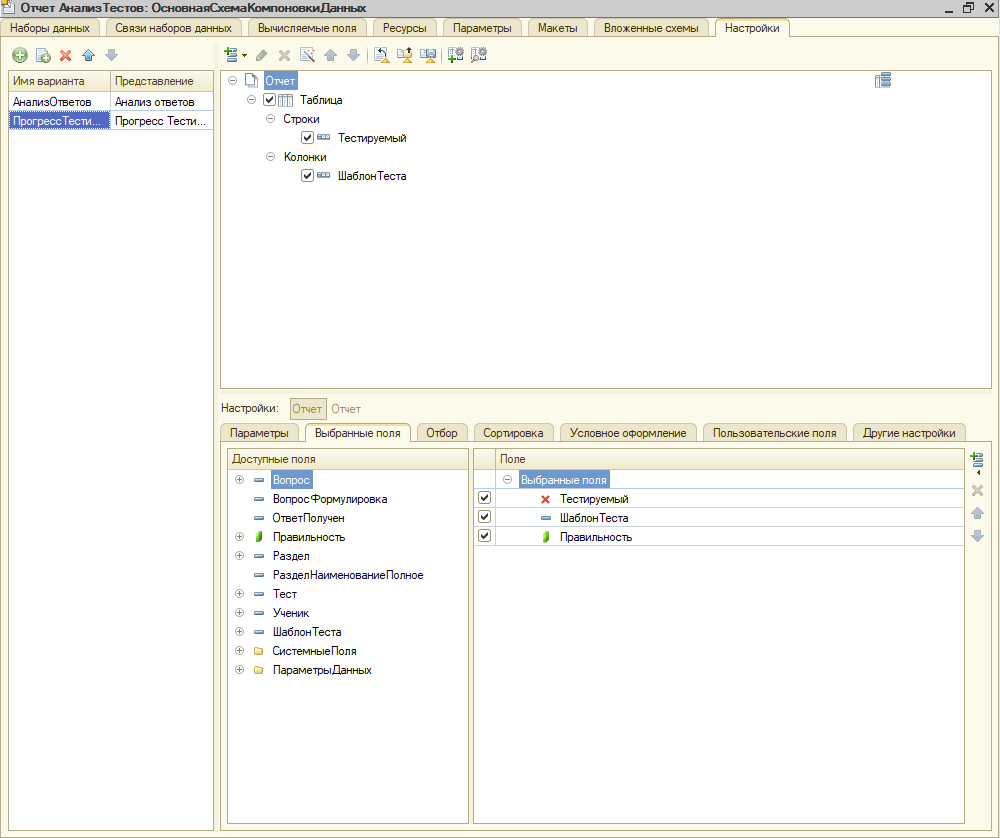 Отчет АнализТестов: ОсновнаяСхемаКомпоновкиДанных
Наборы данных Связи наборов данных Вычисляемые поля Ресурсы Параметры Макеты Вложенные схемы Настройки
Имя варианта Представление
АнализОтветов Анализ ответов
ПрогрессТести... Прогресс Тести...
Отчет
Таблица
Строки
Тестируемый
Колонки
ШаблонТеста
Настройки: Отчет Отчет
Параметры Выбранные поля Отбор Сортировка Условное оформление Пользовательские поля Другие настройки
Доступные поля
Вопрос
ВопросФормулировка
ОтветПолучен
Правильность
Раздел
РазделНаименованиеПолное
Тест
Ученик
ШаблонТеста
СистемныеПоля
ПараметрыДанных
Поле
Выбранные поля
Тестируемый
ШаблонТеста
Правильность